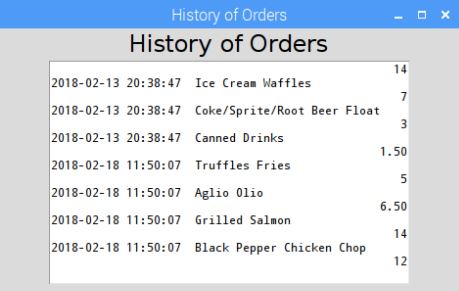 History of Orders
History of Orders
14
2018-02-13 20:38:47 Ice Cream Waffles
7
2018-02-13 20:38:47 Coke/Sprite/Root Beer Float
3
2018-02-13 20:38:47 Canned Drinks
1.50
2018-02-18 11:50:07 Truffles Fries
5
2018-02-18 11:50:07 Aglio Olio
6.50
2018-02-18 11:50:07 Grilled Salmon
14
2018-02-18 11:50:07 Black Pepper Chicken Chop
12